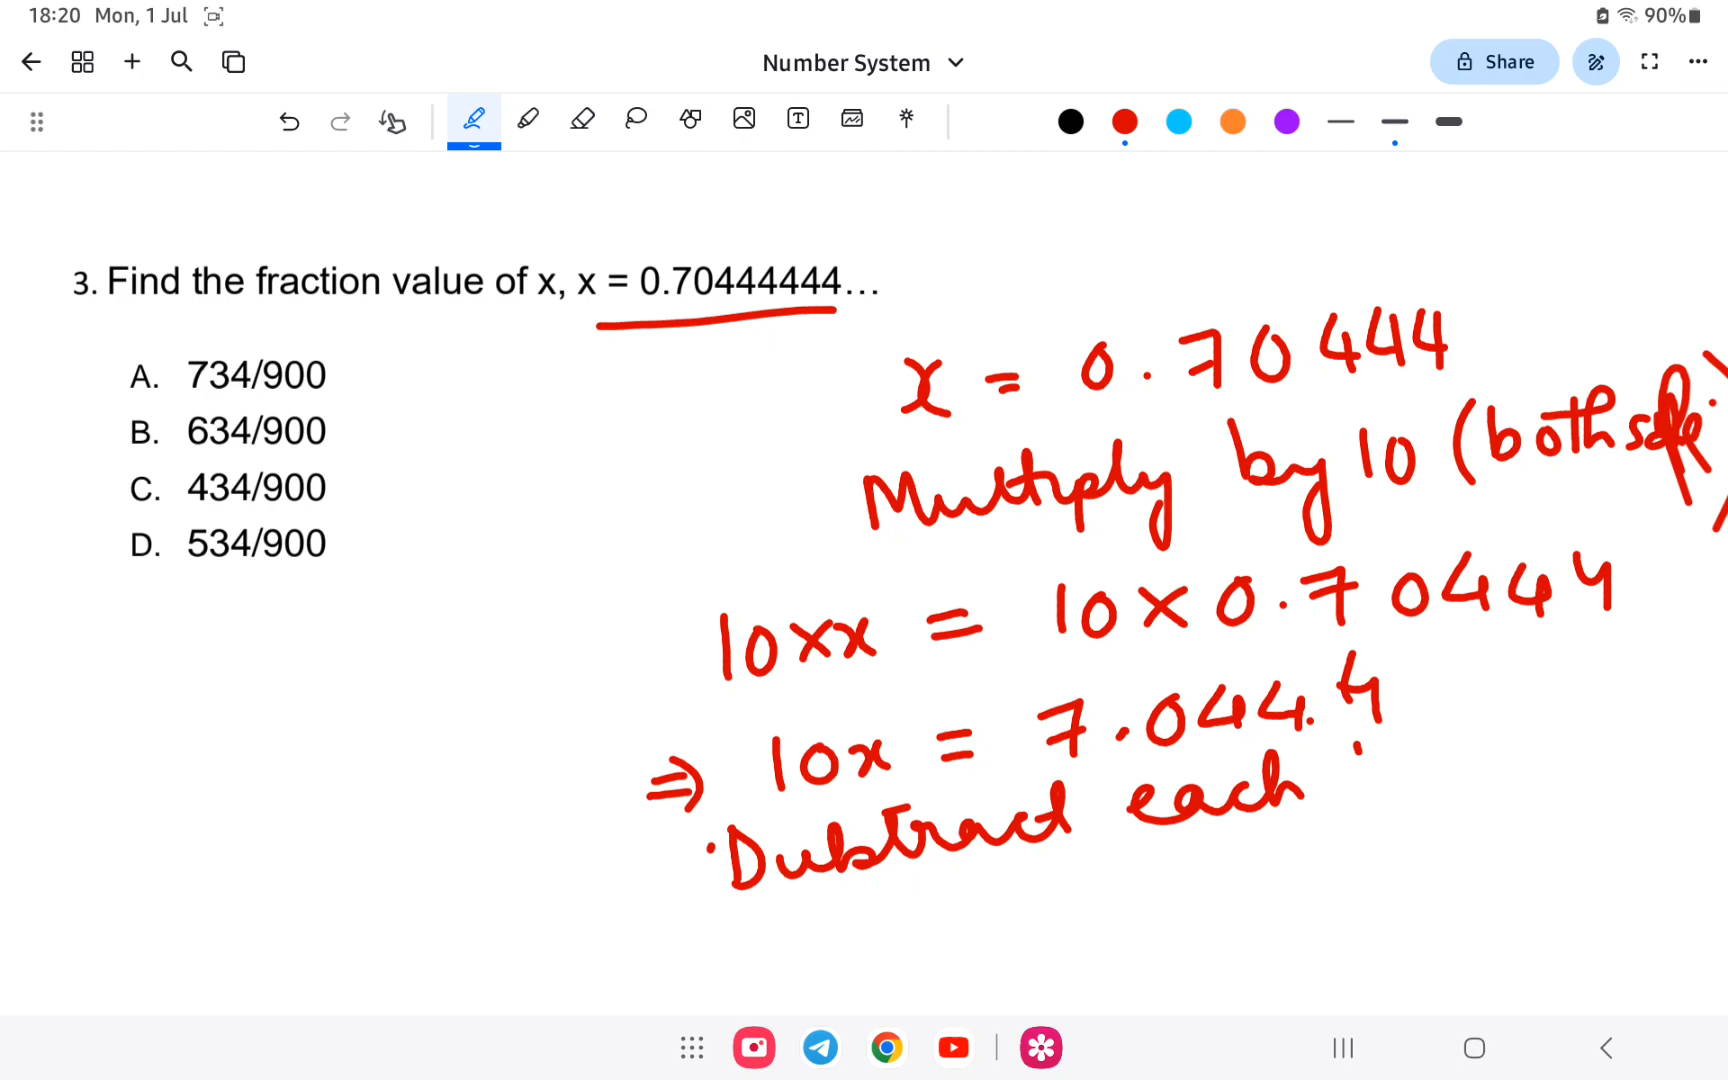 18:20 Mon, 1 Jul 90%
Number System
Share
3. Find the fraction value of x, x = 0.70444444...
A. 734/900
B. 634/900
C. 434/900
D. 534/900
x = 0.70444
Multiply by 10 (both side)
10×x = 10×0.70444
⇒ 10x = 7.044.4
Dubtract each